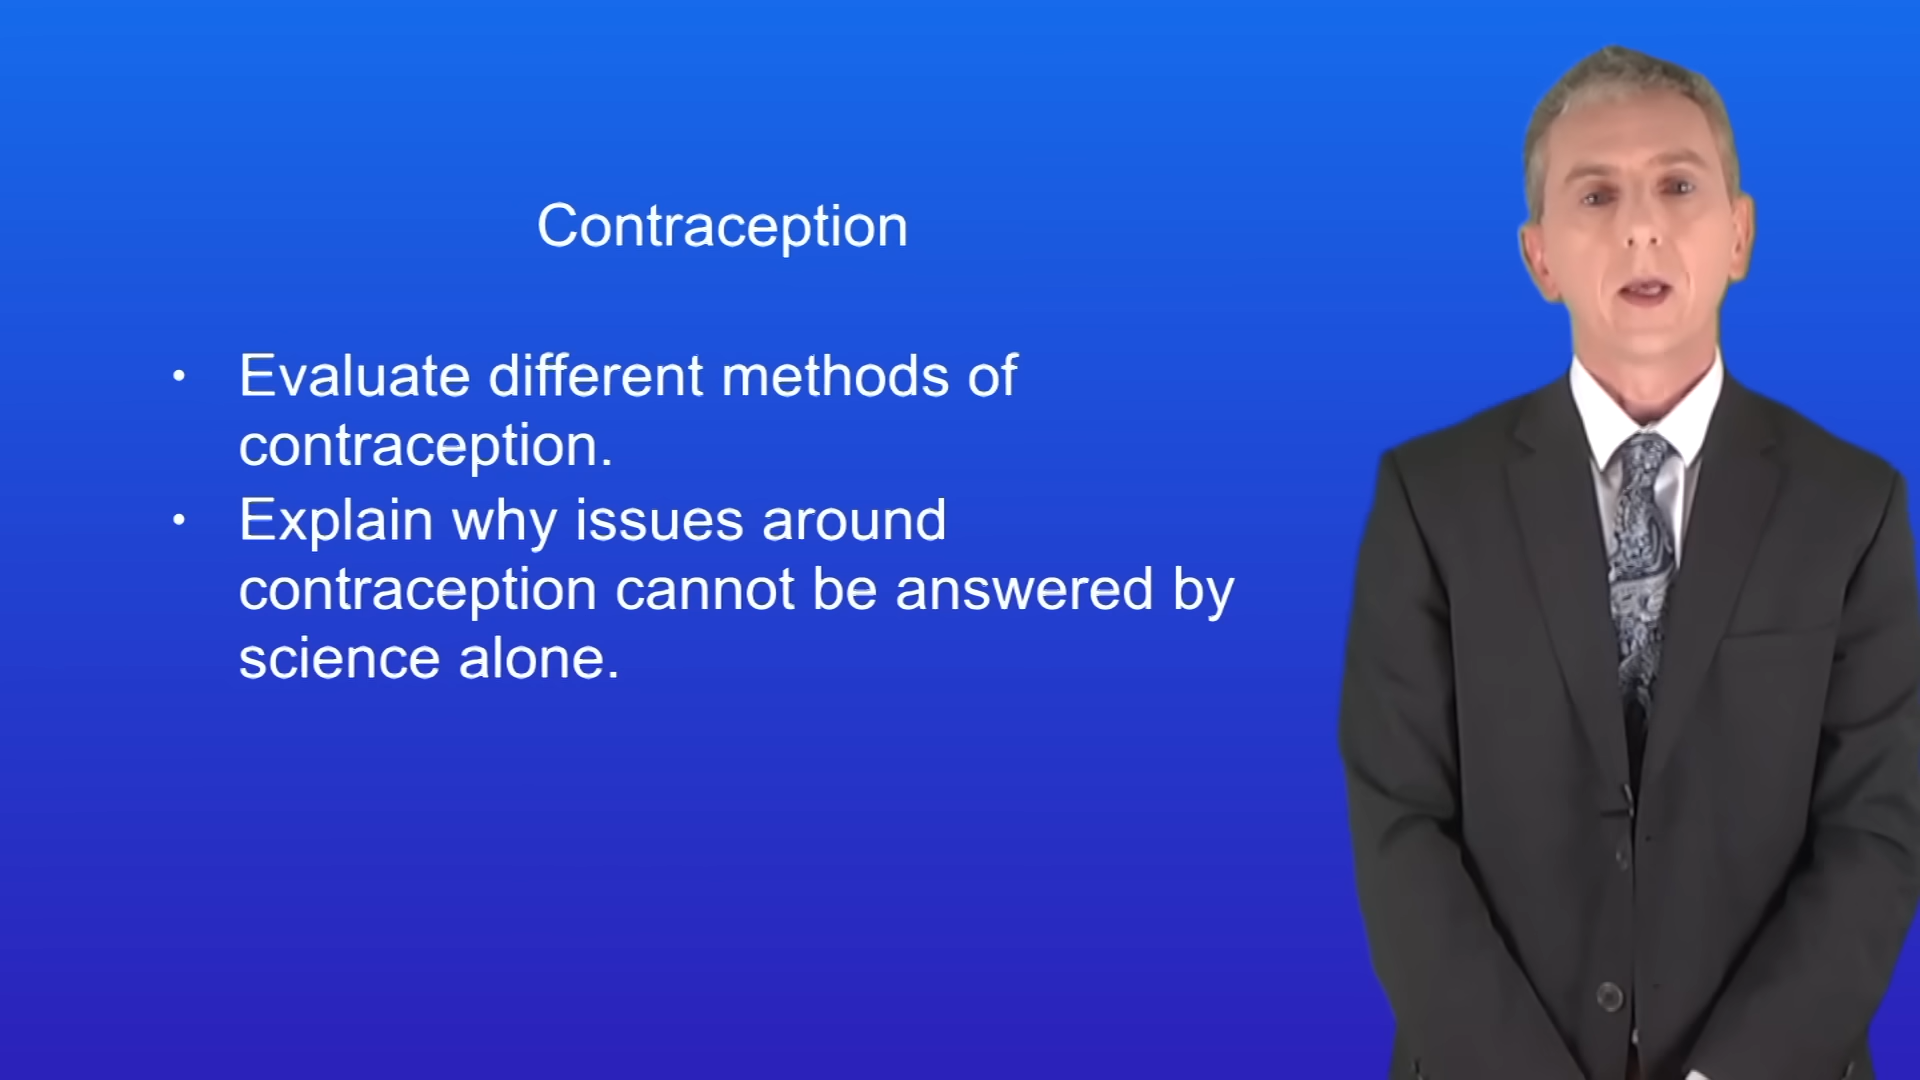 Contraception
• Evaluate different methods of
contraception.
• Explain why issues around
contraception cannot be answered by
science alone.